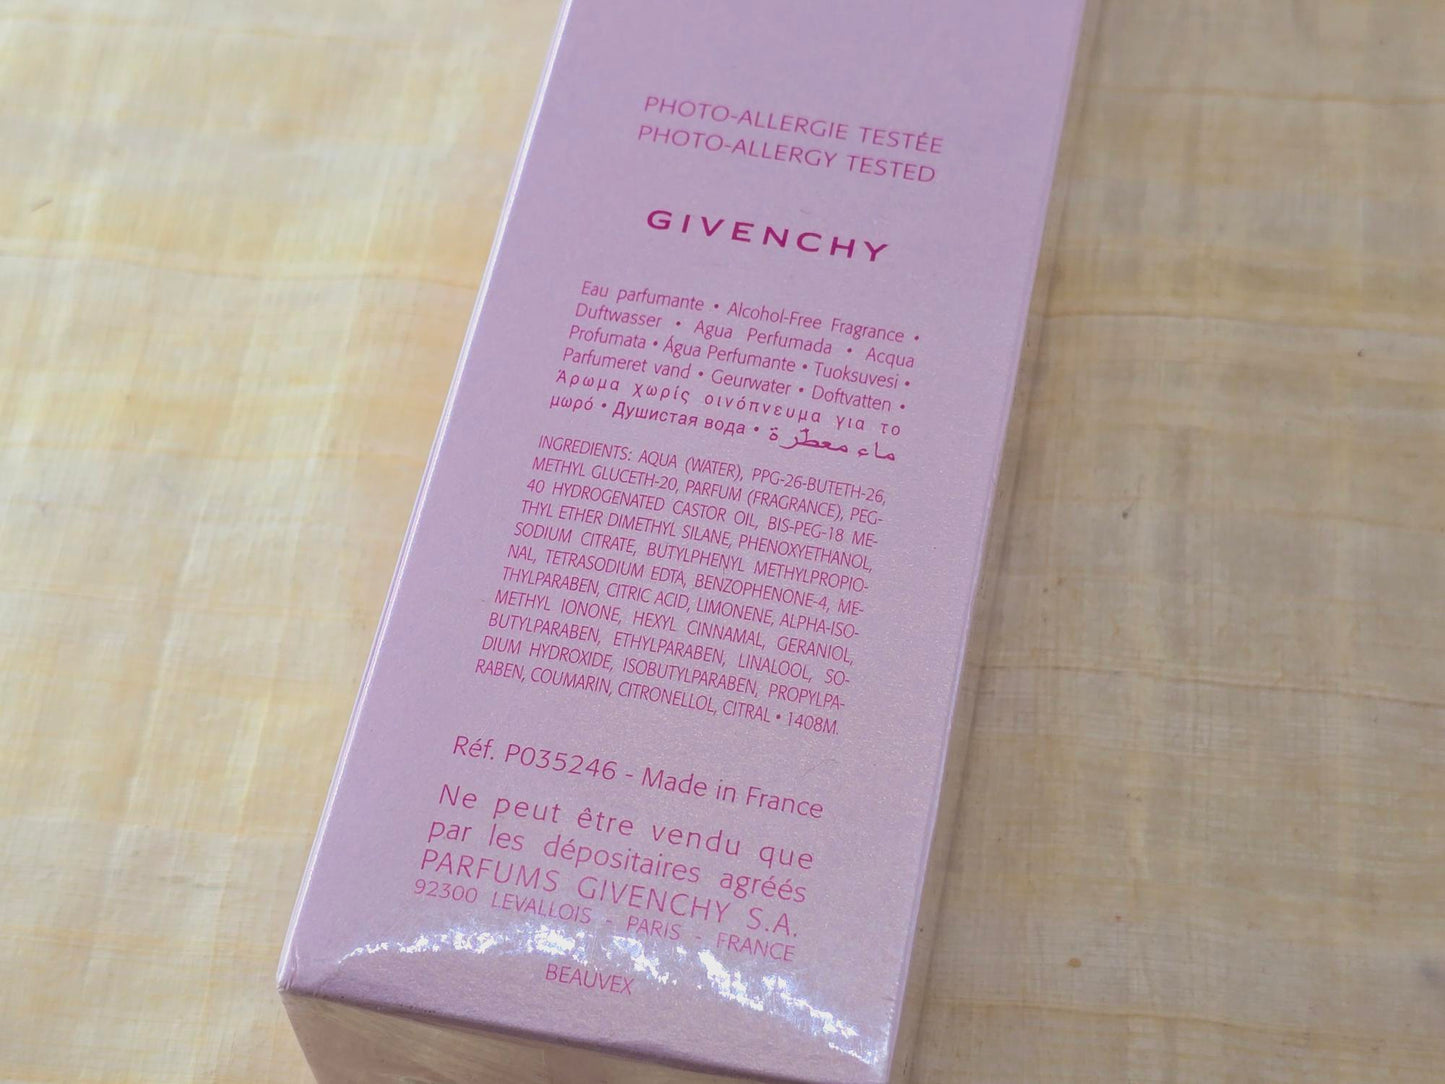 PHOTO-ALLERGIE TESTÉE
PHOTO-ALLERGY TESTED
GIVENCHY
Eau parfumante • Alcohol-Free Fragrance •
Duftwasser • Agua Perfumada • Acqua
Profumata • Água Perfumante • Tuoksuvesi •
Parfumeret vand • Geurwater • Doftvatten •
Άρωμα χωρίς οινόπνευμα για το
μωρό • Душистая вода • ماء معطّرة
INGREDIENTS: AQUA (WATER), PPG-26-BUTETH-26,
METHYL GLUCETH-20, PARFUM (FRAGRANCE), PEG-
40 HYDROGENATED CASTOR OIL, BIS-PEG-18 ME-
THYL ETHER DIMETHYL SILANE, PHENOXYETHANOL,
SODIUM CITRATE, BUTYLPHENYL METHYLPROPIO-
NAL, TETRASODIUM EDTA, BENZOPHENONE-4, ME-
THYLPARABEN, CITRIC ACID, LIMONENE, ALPHA-ISO-
METHYL IONONE, HEXYL CINNAMAL, GERANIOL,
BUTYLPARABEN, ETHYLPARABEN, LINALOOL, SO-
DIUM HYDROXIDE, ISOBUTYLPARABEN, PROPYLPA-
RABEN, COUMARIN, CITRONELLOL, CITRAL • 1408M.
Réf. P035246 - Made in France
Ne peut être vendu que
par les dépositaires agréés
PARFUMS GIVENCHY S.A.
92300 LEVALLOIS - PARIS - FRANCE
BEAUVEX